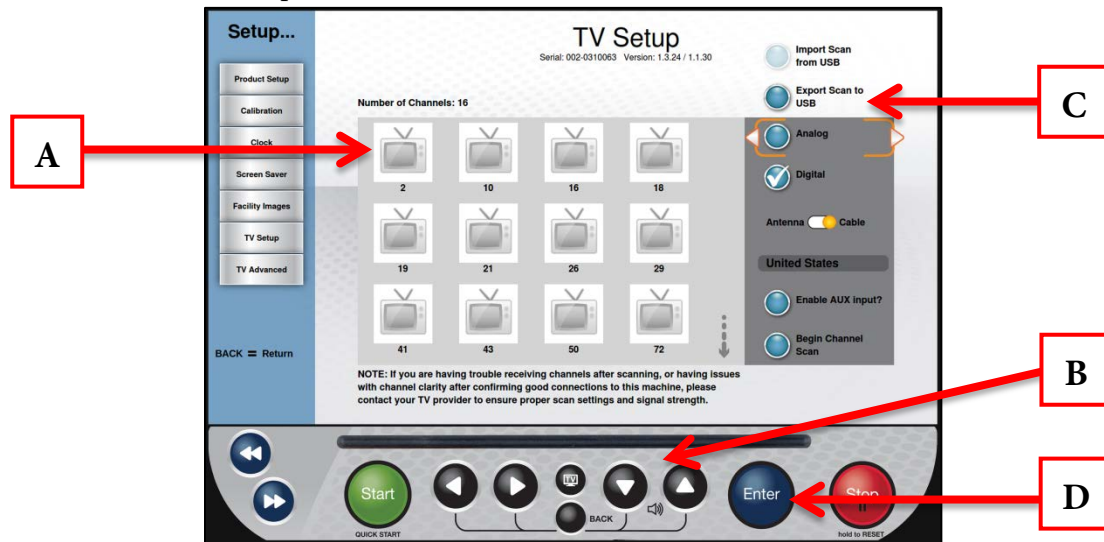 Setup...
Product Setup
Calibration
Clock
Screen Saver
Facility Images
TV Setup
TV Advanced
BACK = Return
TV Setup
Serial: 002-0310063 Version: 1.3.24 / 1.1.30
Number of Channels: 16
2 10 16 18
19 21 26 29
41 43 50 72
NOTE: If you are having trouble receiving channels after scanning, or having issues
with channel clarity after confirming good connections to this machine, please
contact your TV provider to ensure proper scan settings and signal strength.
Import Scan
from USB
Export Scan to
USB
Analog
Digital
Antenna Cable
United States
Enable AUX input?
Begin Channel
Scan
A
C
B
D
Start
QUICK START
TV
BACK
Enter
Stop
hold to RESET